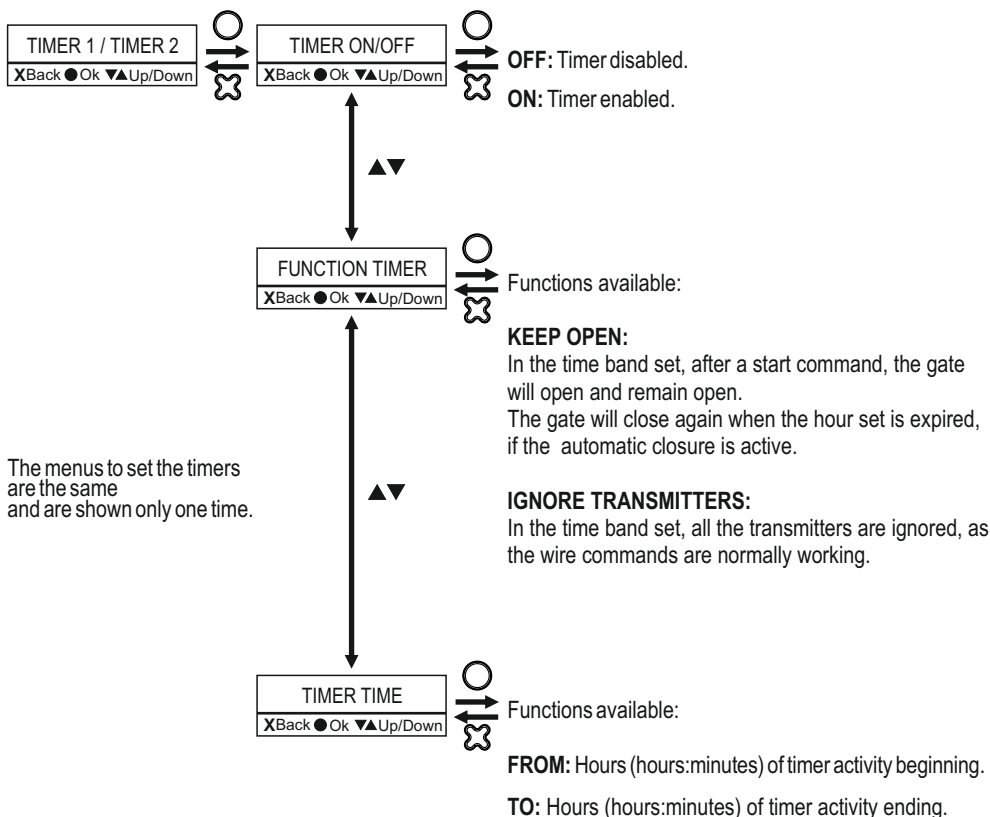 TIMER 1 / TIMER 2
XBack ●Ok ▼▲Up/Down
TIMER ON/OFF
XBack ●Ok ▼▲Up/Down
OFF: Timer disabled.
ON: Timer enabled.
▲▼
FUNCTION TIMER
XBack ●Ok ▼▲Up/Down
Functions available:
KEEP OPEN:
In the time band set, after a start command, the gate
will open and remain open.
The gate will close again when the hour set is expired,
if the automatic closure is active.
The menus to set the timers
are the same
and are shown only one time.
▲▼
IGNORE TRANSMITTERS:
In the time band set, all the transmitters are ignored, as
the wire commands are normally working.
TIMER TIME
XBack ●Ok ▼▲Up/Down
Functions available:
FROM: Hours (hours:minutes) of timer activity beginning.
TO: Hours (hours:minutes) of timer activity ending.